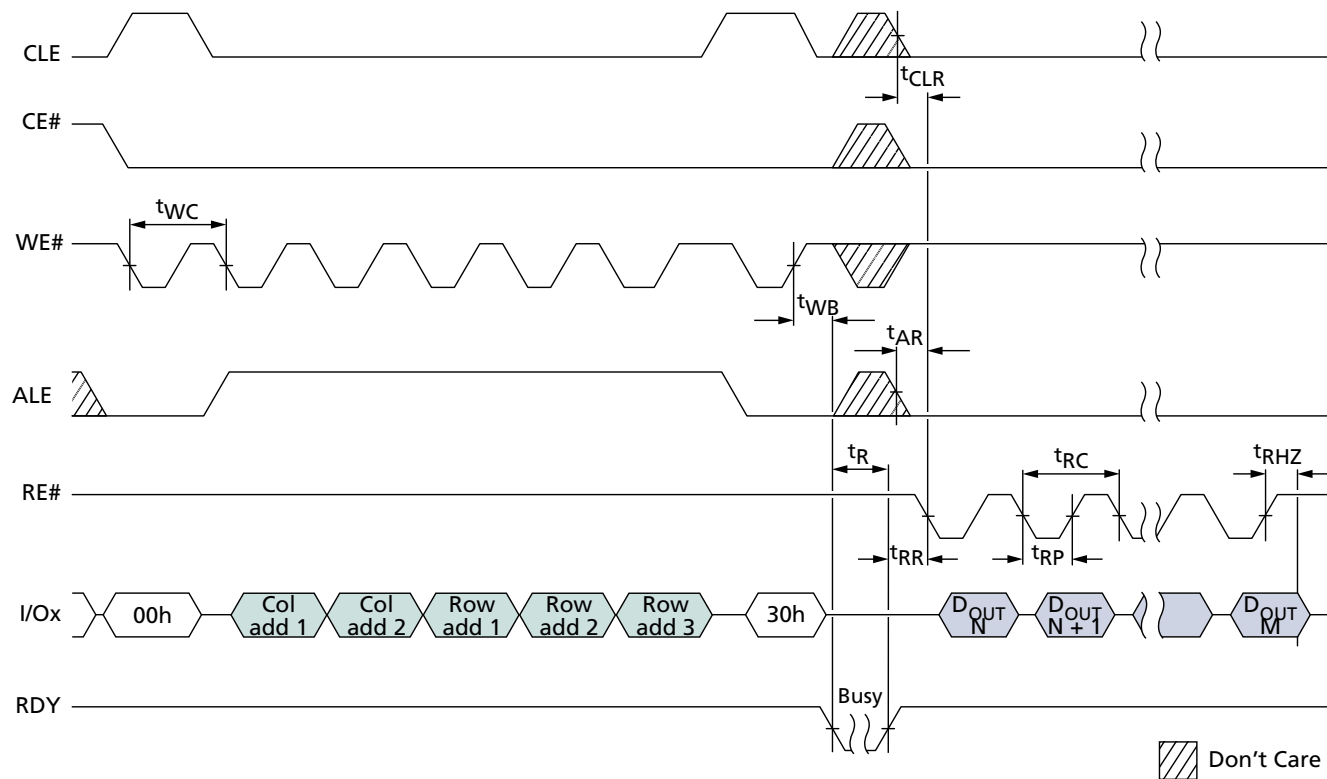 CLE
tCLR
CE#
tWC
WE#
tWB
tAR
ALE
tR
tRC
tRHZ
RE#
tRR
tRP
I/Ox
00h
Col
add 1
Col
add 2
Row
add 1
Row
add 2
Row
add 3
30h
DOUT
N
DOUT
N + 1
DOUT
M
RDY
Busy
Don't Care